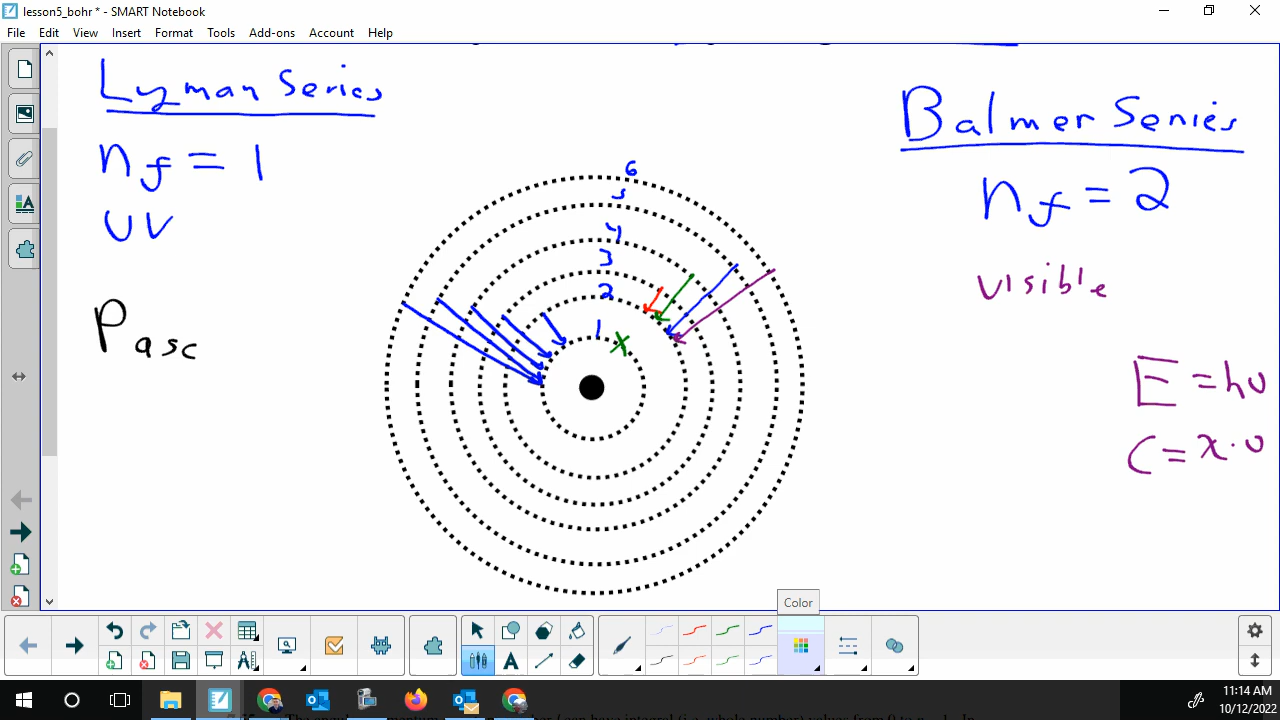 lesson5_bohr * - SMART Notebook
File Edit View Insert Format Tools Add-ons Account Help
Lyman Series
nf = 1
UV
Pasc
6
5
4
3
2
1
x
Balmer Series
nf = 2
visible
E = hυ
C = λ·υ
Color
11:14 AM
10/12/2022